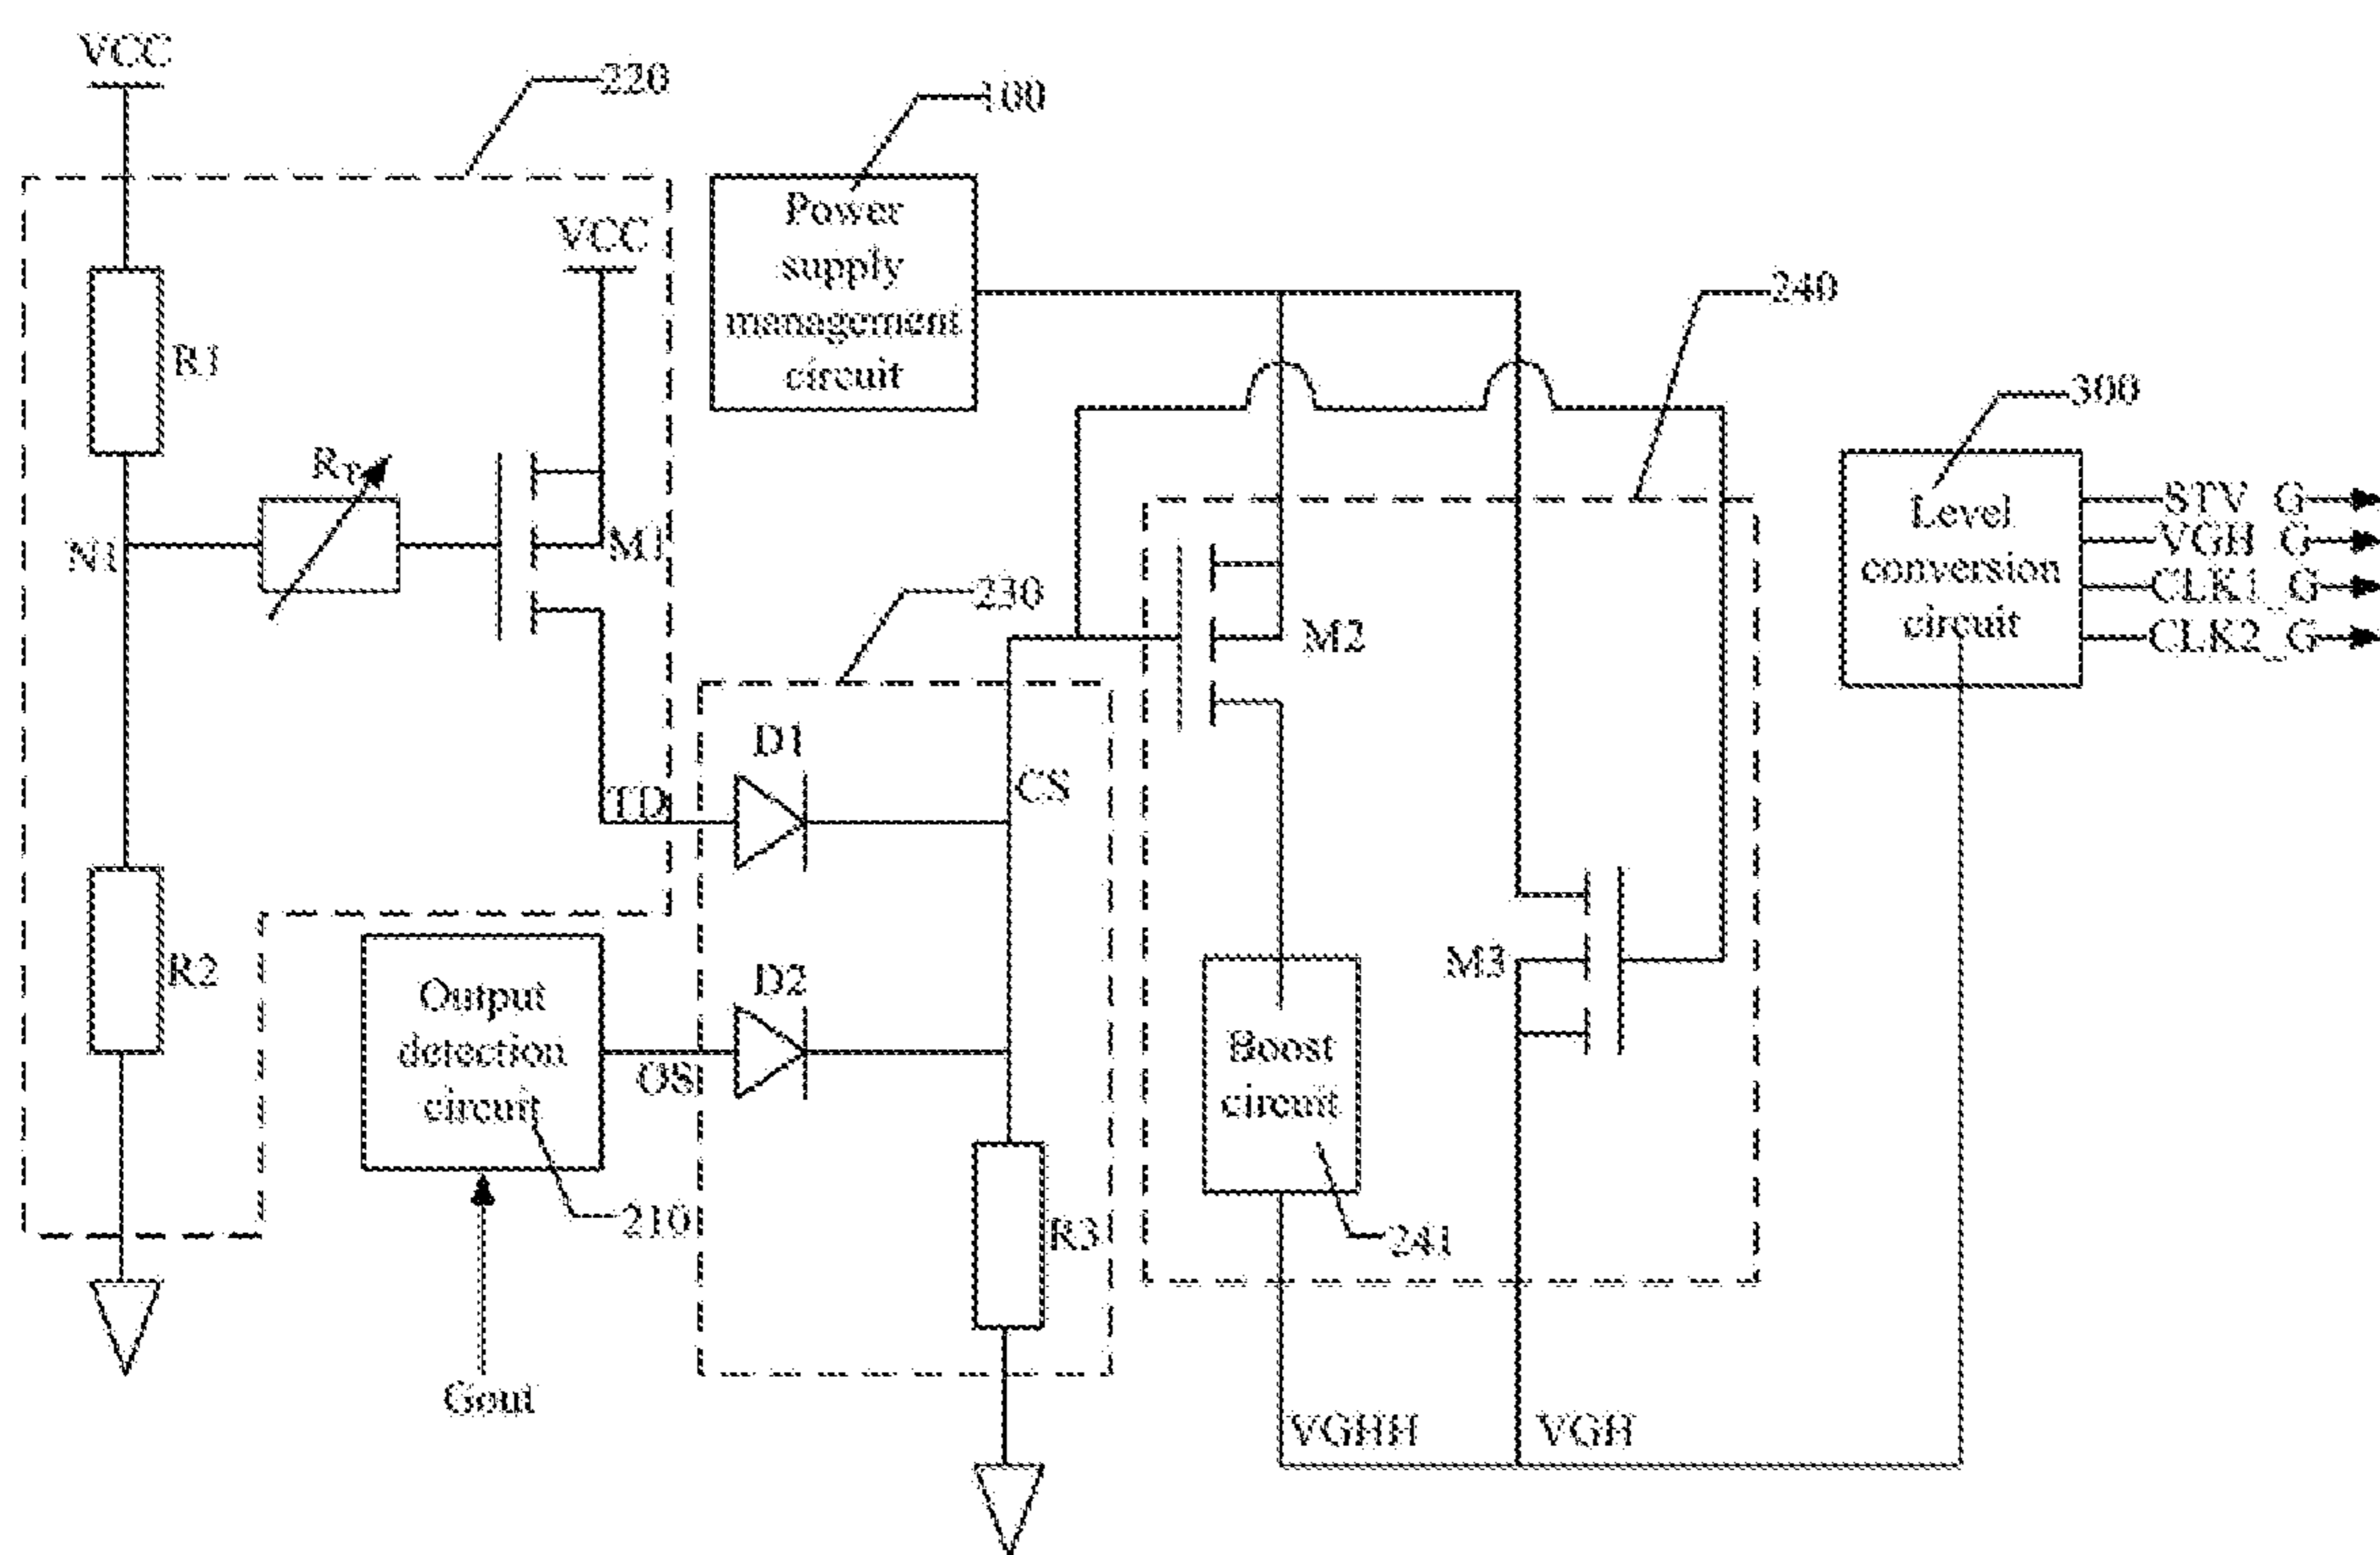 VCC
220
100
Power
supply
management
circuit
VCC
240
R1
300
RT
Level
conversion
circuit
STV_G
VGH_G
CLK1_G
CLK2_G
N1
M1
230
M2
D1
CS
TD
R2
D2
M3
Output
detection
circuit
OS
Boost
circuit
210
R3
241
Gout
VGHH
VGH